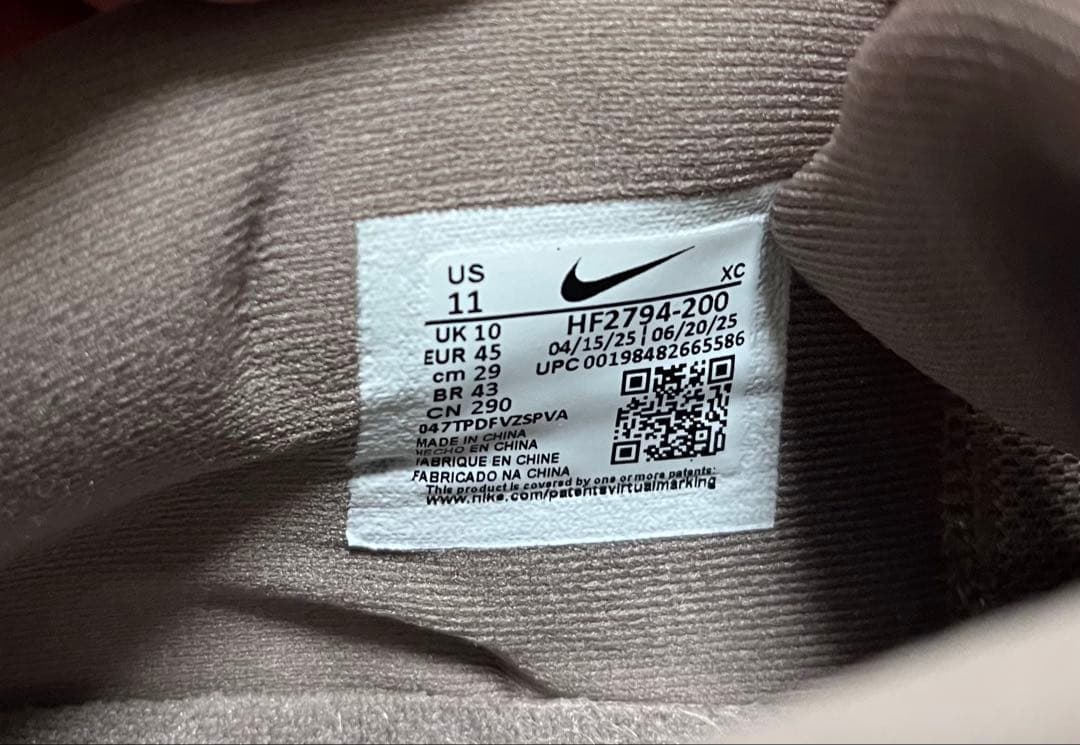 US
11
XC
UK 10
EUR 45
cm 29
BR 43
CN 290
HF2794-200
04/15/25 | 06/20/25
UPC 00198482665586
047TPDFVZSPVA
MADE IN CHINA
HECHO EN CHINA
FABRIQUE EN CHINE
FABRICADO NA CHINA
This product is covered by one or more patents:
www.nike.com/patentsvirtualmarking